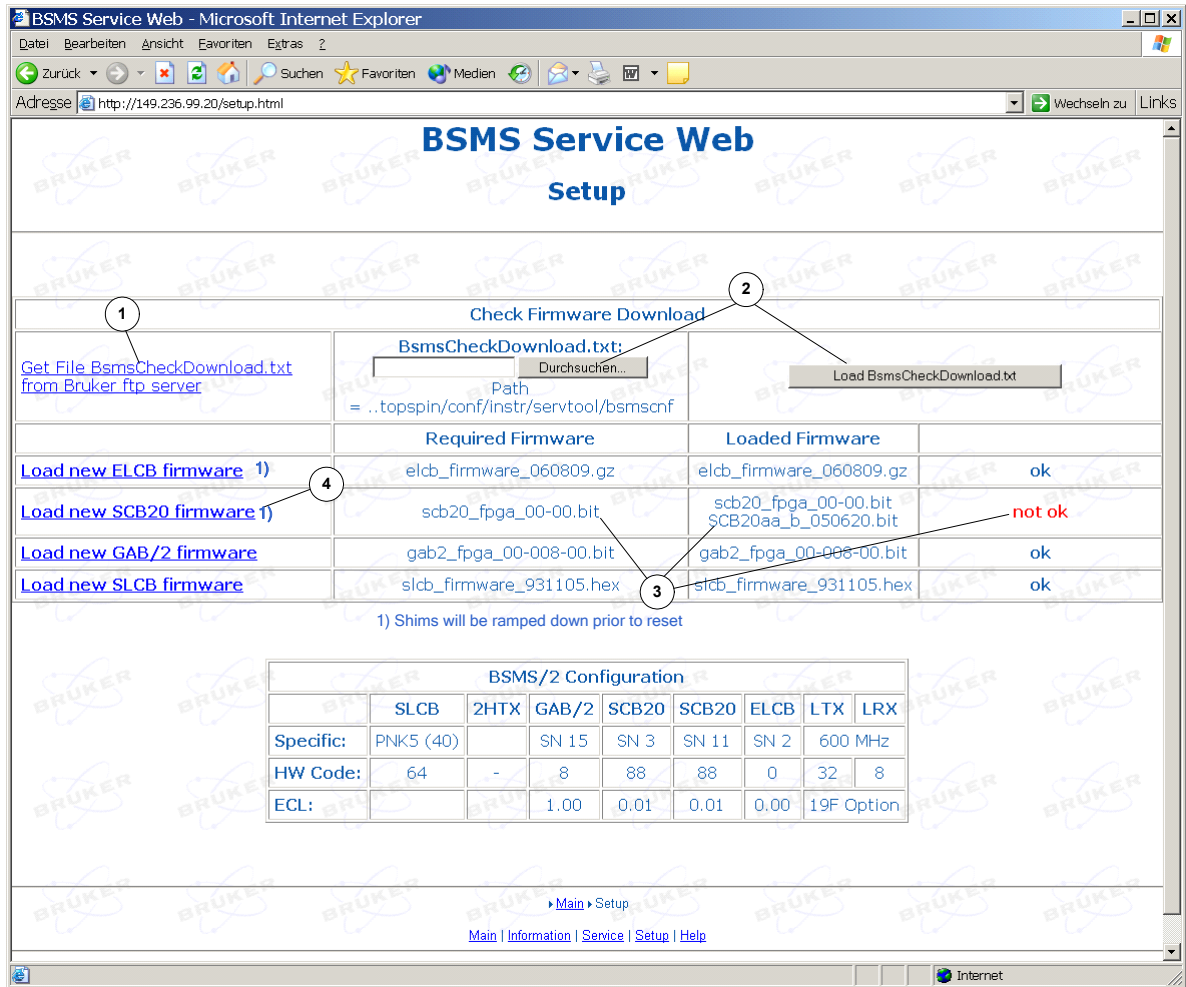 BSMS Service Web - Microsoft Internet Explorer
Datei Bearbeiten Ansicht Favoriten Extras ?
Zurück Suchen Favoriten Medien
Adresse http://149.236.99.20/setup.html Wechseln zu Links
BSMS Service Web
Setup
1
2
Check Firmware Download
Get File BsmsCheckDownload.txt
from Bruker ftp server
BsmsCheckDownload.txt:
Durchsuchen...
Path
= ..topspin/conf/instr/servtool/bsmscnf
Load BsmsCheckDownload.txt
Required Firmware Loaded Firmware
Load new ELCB firmware 1) elcb_firmware_060809.gz elcb_firmware_060809.gz ok
4
Load new SCB20 firmware 1) scb20_fpga_00-00.bit scb20_fpga_00-00.bit
SCB20aa_b_050620.bit not ok
Load new GAB/2 firmware gab2_fpga_00-008-00.bit gab2_fpga_00-008-00.bit ok
Load new SLCB firmware slcb_firmware_931105.hex slcb_firmware_931105.hex ok
3
1) Shims will be ramped down prior to reset
BSMS/2 Configuration
SLCB 2HTX GAB/2 SCB20 SCB20 ELCB LTX LRX
Specific: PNK5 (40) SN 15 SN 3 SN 11 SN 2 600 MHz
HW Code: 64 - 8 88 88 0 32 8
ECL: 1.00 0.01 0.01 0.00 19F Option
Main Setup
Main | Information | Service | Setup | Help
Internet
BRUKER